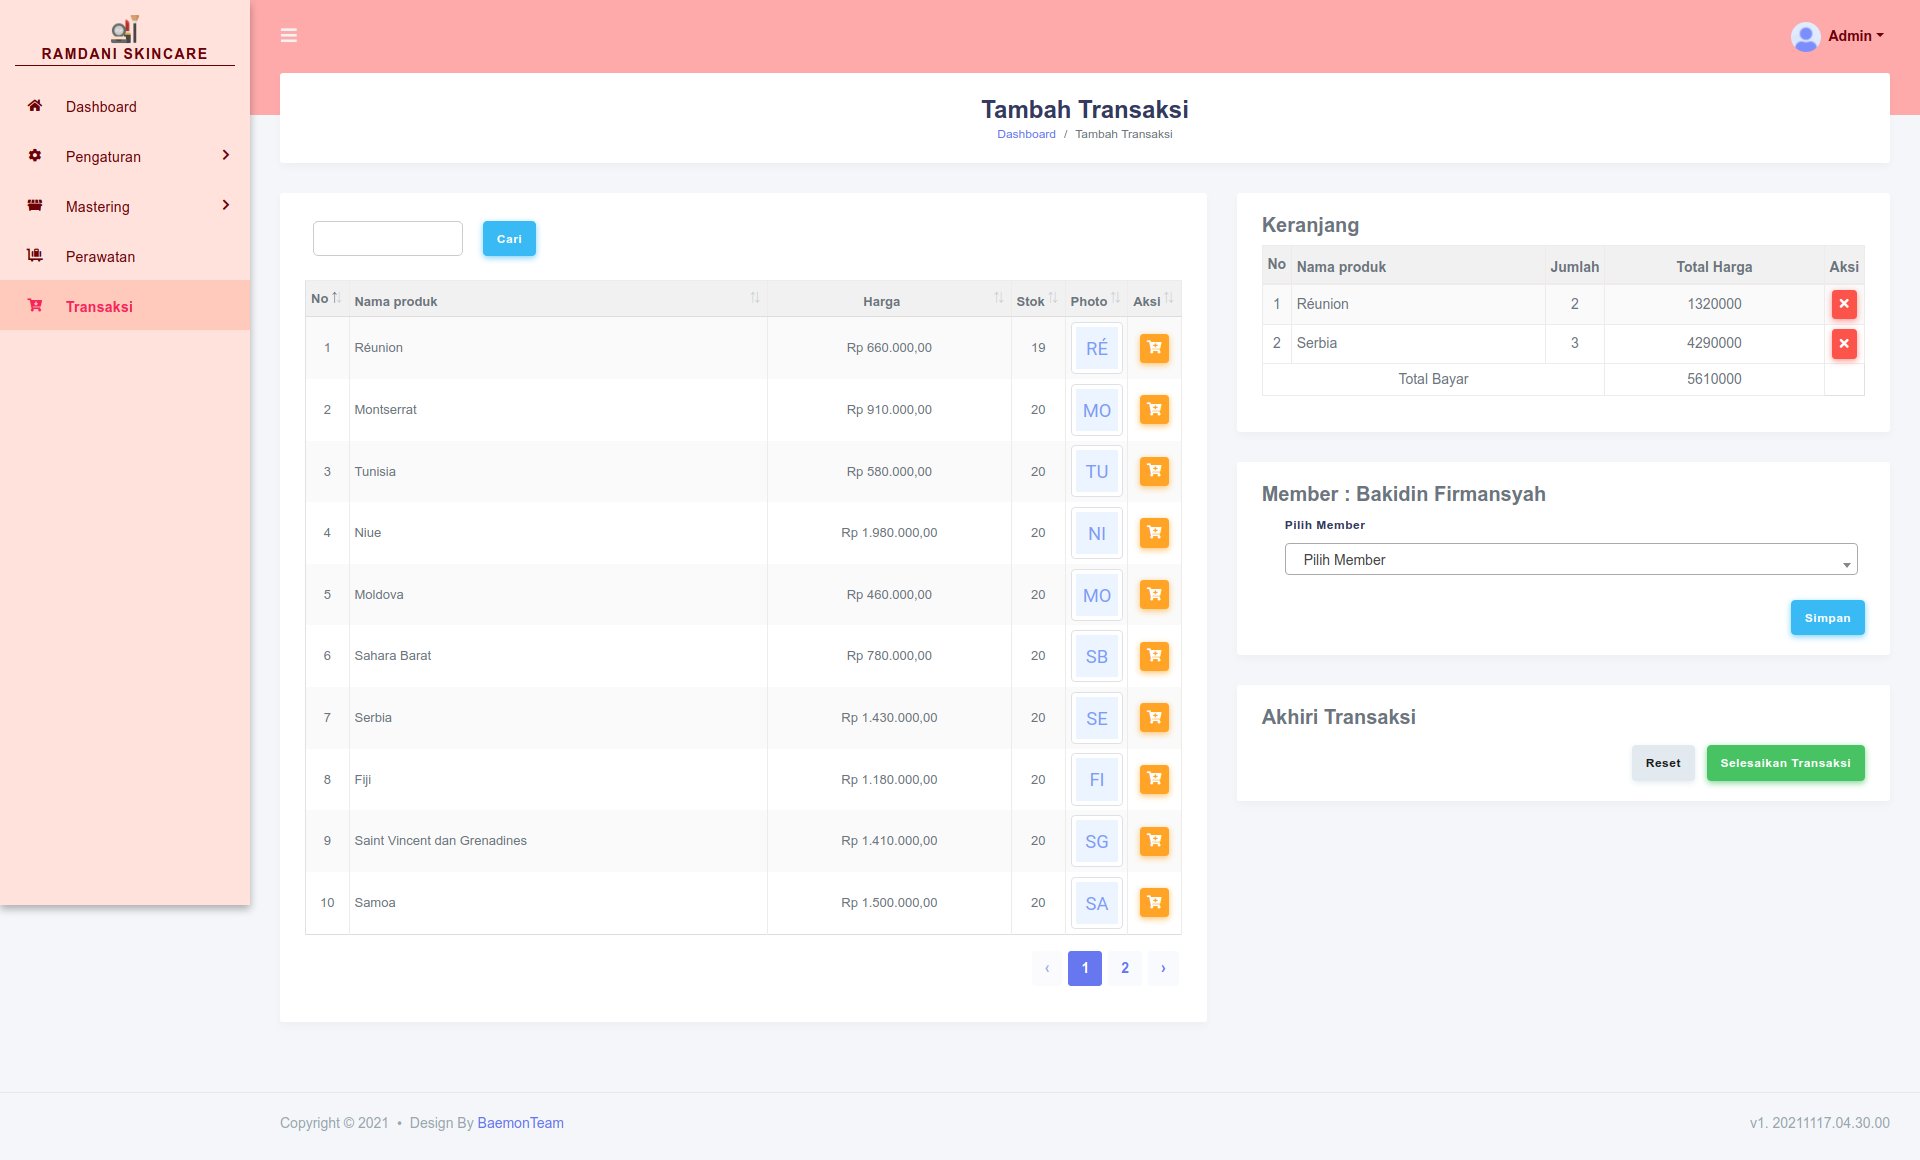 RAMDANI SKINCARE
Dashboard
Pengaturan
Mastering
Perawatan
Transaksi
Admin
Tambah Transaksi
Dashboard / Tambah Transaksi
Cari
No Nama produk Harga Stok Photo Aksi
1 Réunion Rp 660.000,00 19 RÉ
2 Montserrat Rp 910.000,00 20 MO
3 Tunisia Rp 580.000,00 20 TU
4 Niue Rp 1.980.000,00 20 NI
5 Moldova Rp 460.000,00 20 MO
6 Sahara Barat Rp 780.000,00 20 SB
7 Serbia Rp 1.430.000,00 20 SE
8 Fiji Rp 1.180.000,00 20 FI
9 Saint Vincent dan Grenadines Rp 1.410.000,00 20 SG
10 Samoa Rp 1.500.000,00 20 SA
‹ 1 2 ›
Keranjang
No Nama produk Jumlah Total Harga Aksi
1 Réunion 2 1320000
2 Serbia 3 4290000
Total Bayar 5610000
Member : Bakidin Firmansyah
Pilih Member
Pilih Member
Simpan
Akhiri Transaksi
Reset Selesaikan Transaksi
Copyright © 2021 • Design By BaemonTeam
v1. 20211117.04.30.00